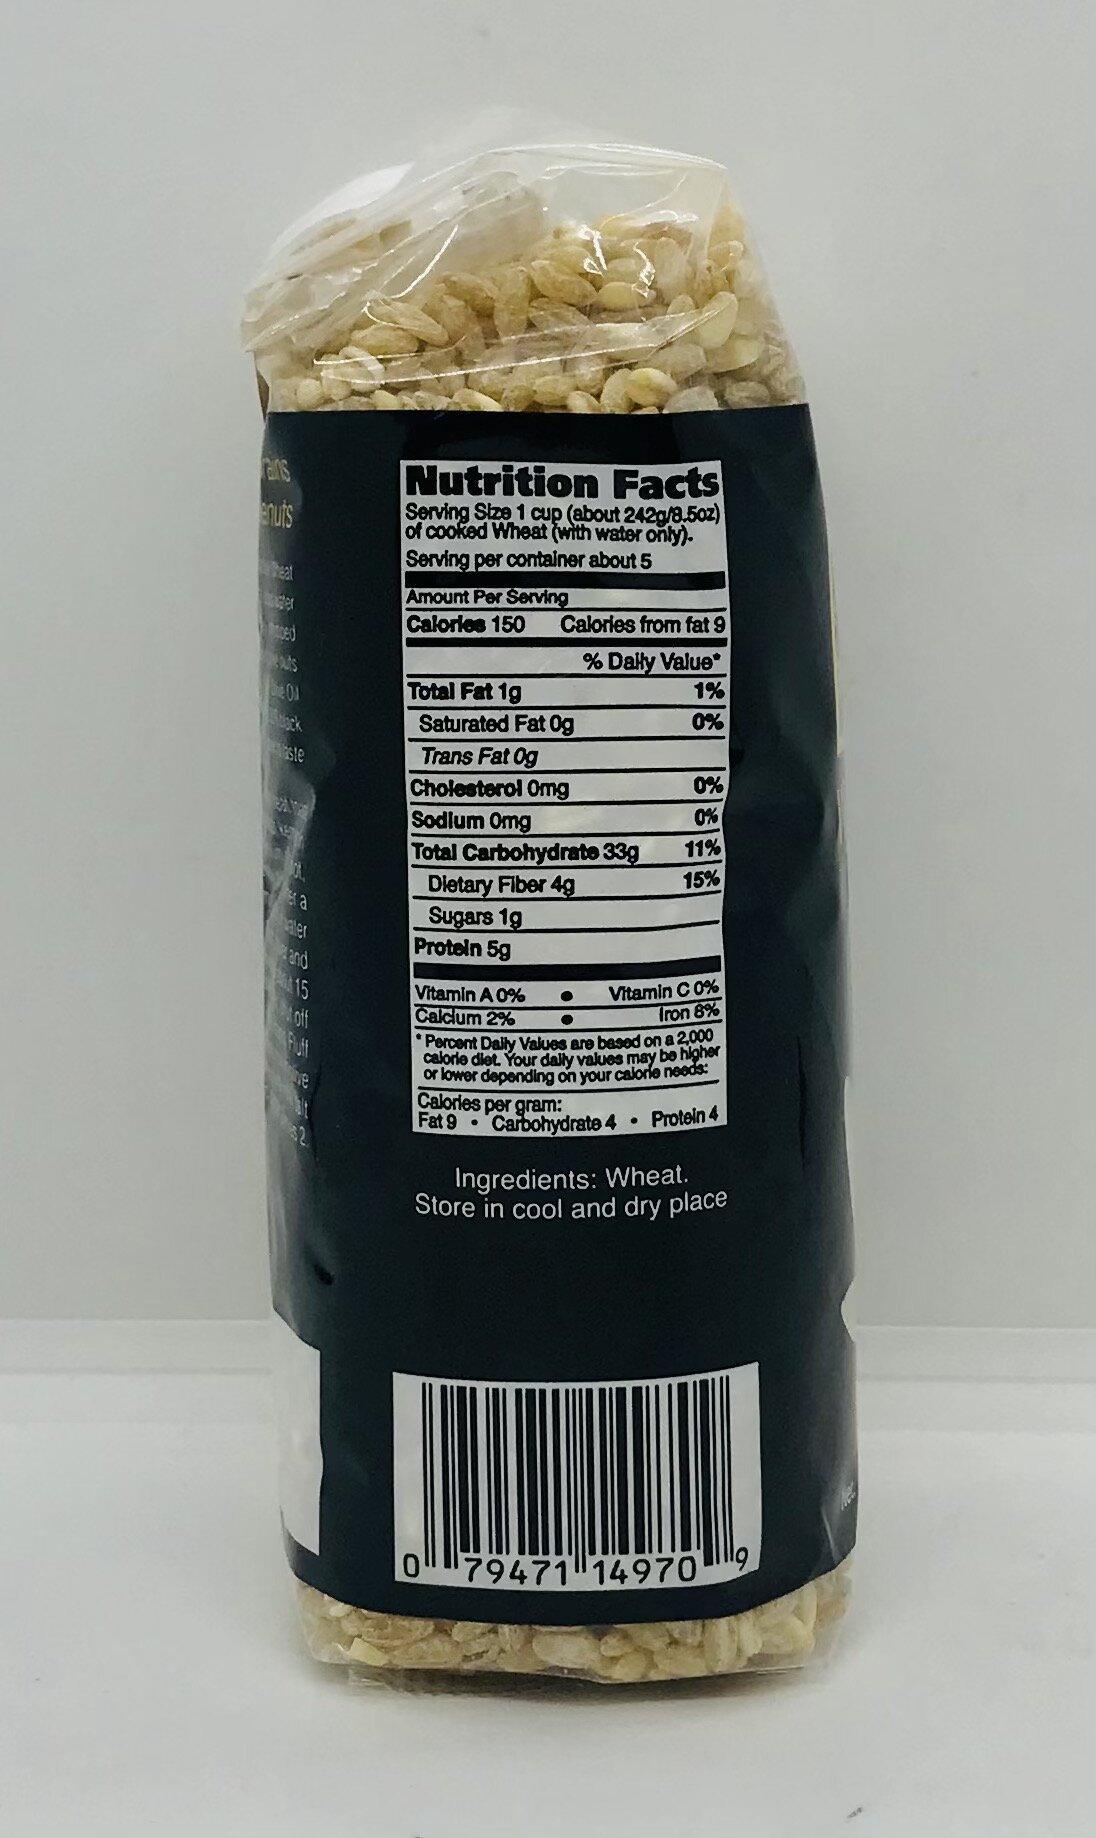 Nutrition Facts
Serving Size 1 cup (about 242g/8.5oz)
of cooked Wheat (with water only).
Serving per container about 5
Amount Per Serving
Calories 150 Calories from fat 9
% Daily Value*
Total Fat 1g 1%
Saturated Fat 0g 0%
Trans Fat 0g
Cholesterol 0mg 0%
Sodium 0mg 0%
Total Carbohydrate 33g 11%
Dietary Fiber 4g 15%
Sugars 1g
Protein 5g
Vitamin A 0% • Vitamin C 0%
Calcium 2% • Iron 8%
* Percent Daily Values are based on a 2,000
calorie diet. Your daily values may be higher
or lower depending on your calorie needs:
Calories per gram:
Fat 9 • Carbohydrate 4 • Protein 4
Ingredients: Wheat.
Store in cool and dry place
0 79471 14970 9